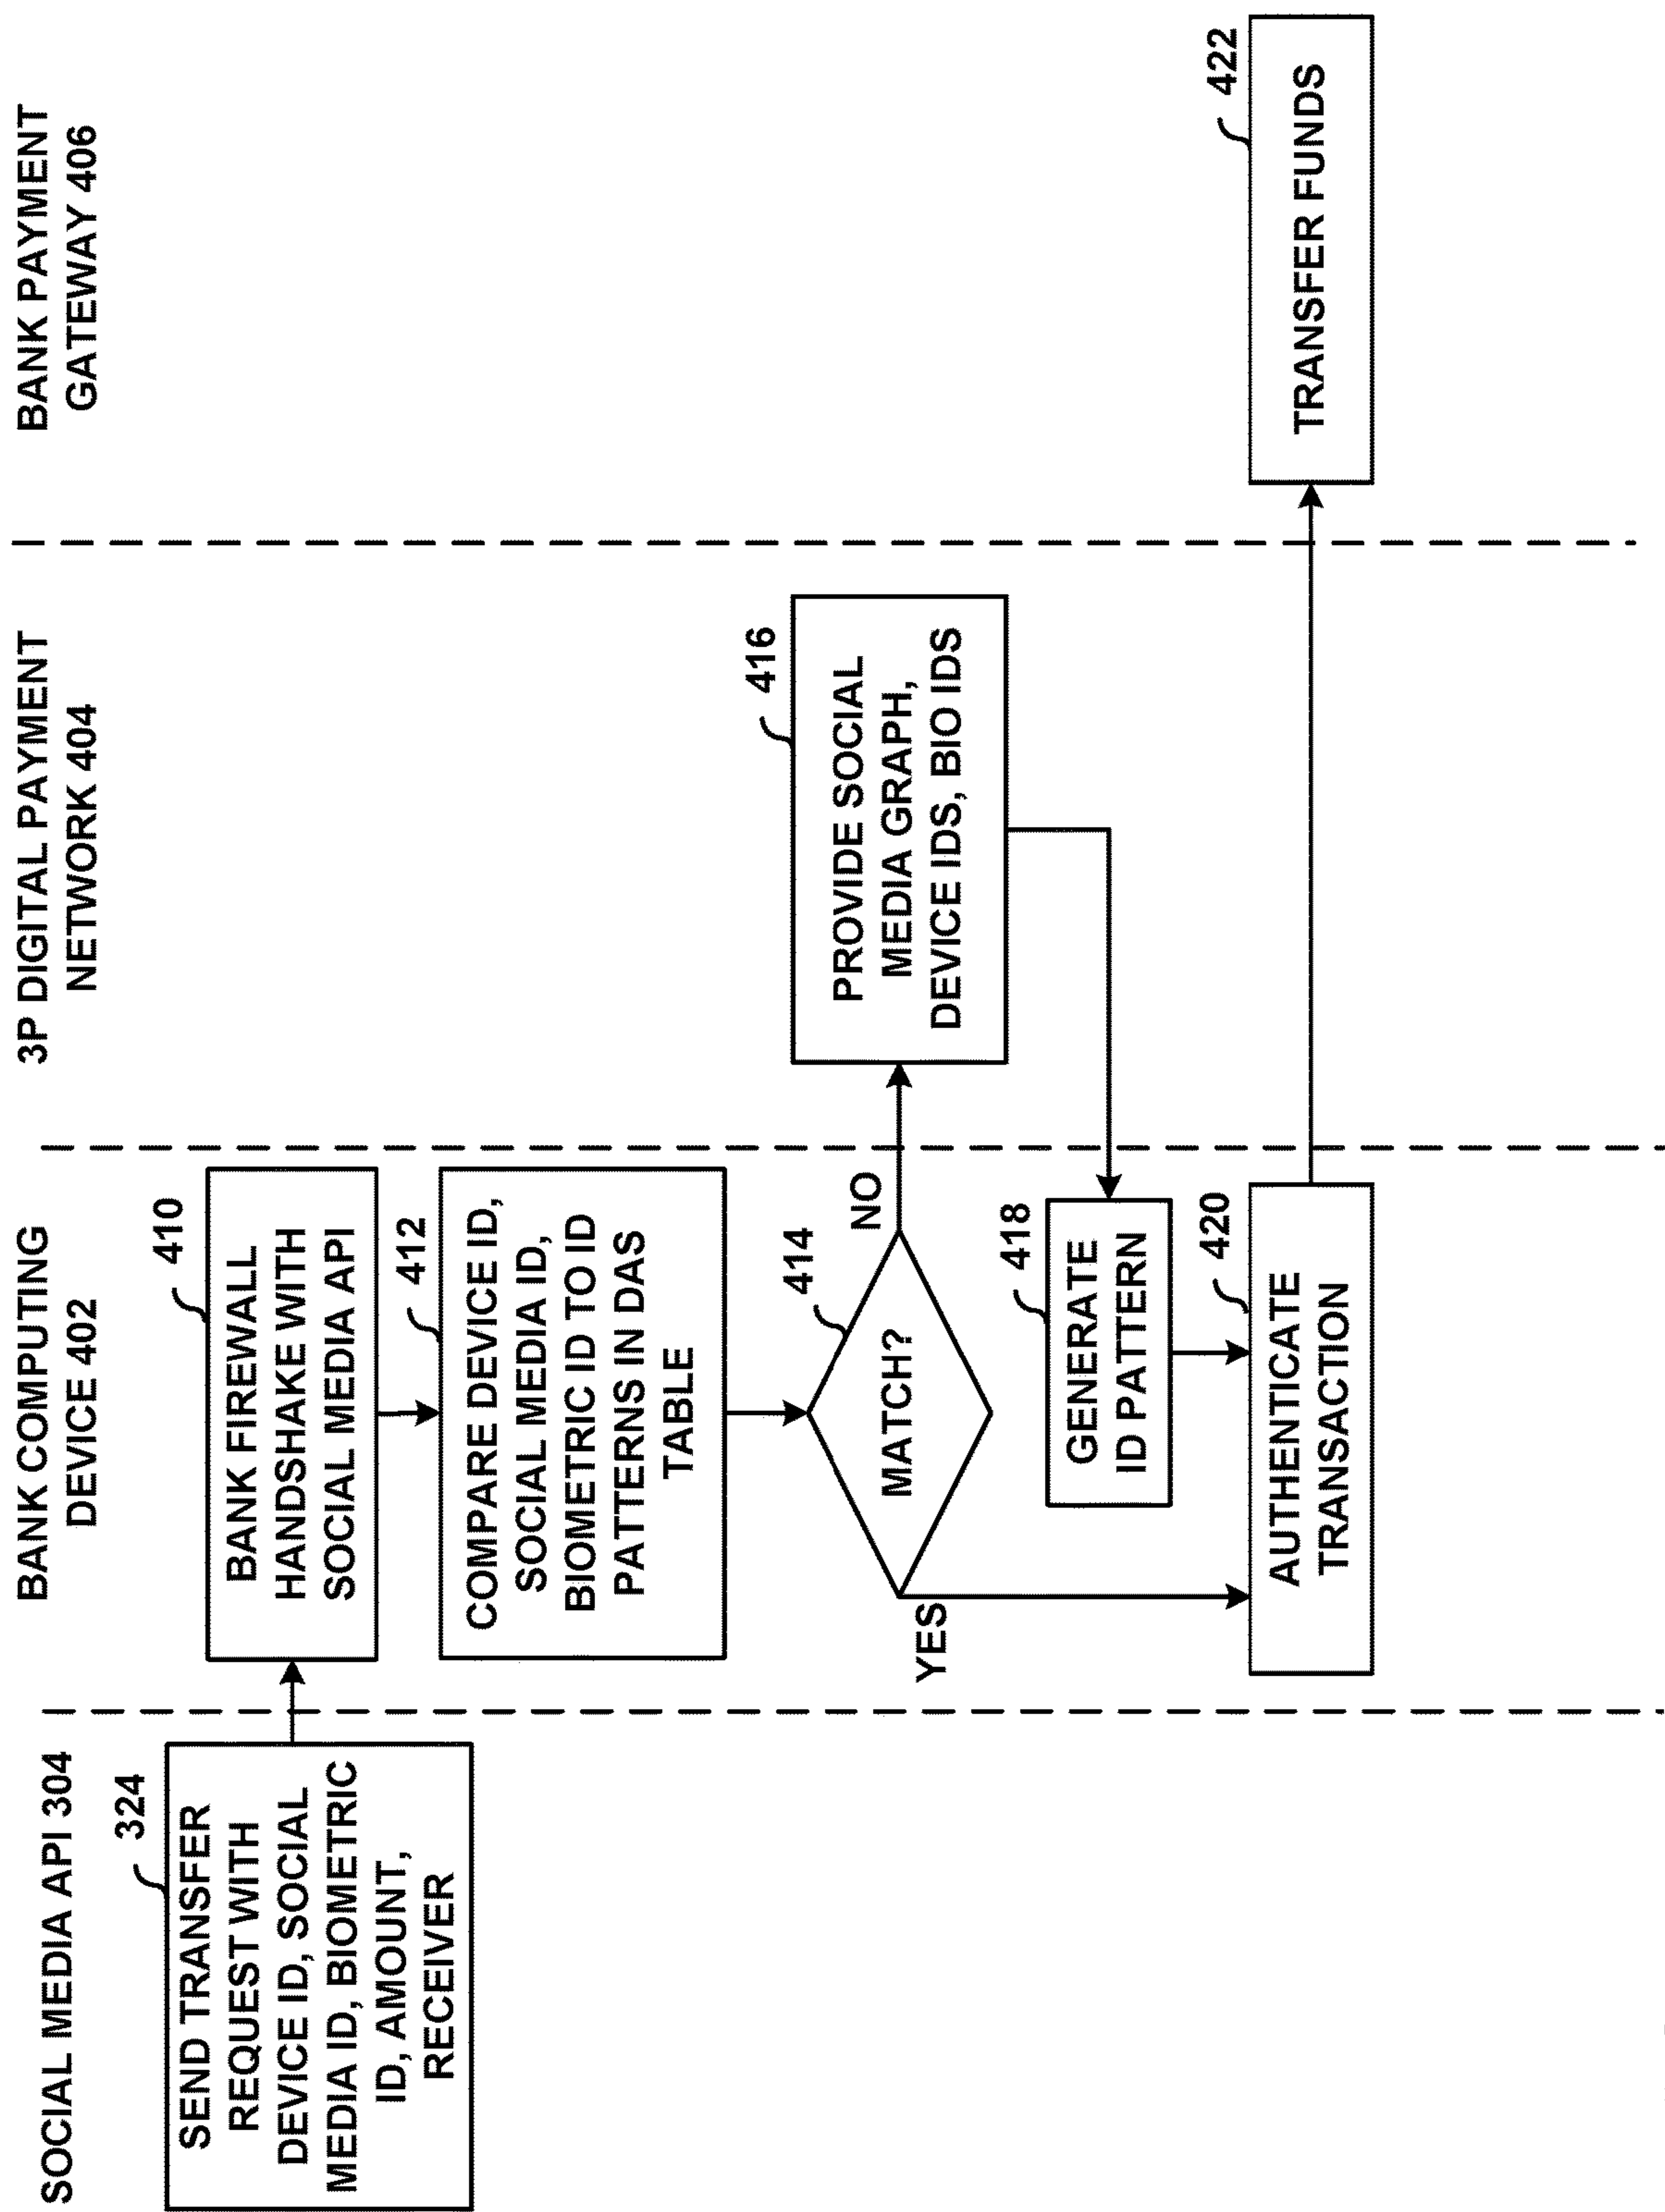 SOCIAL MEDIA API 304
BANK COMPUTING
DEVICE 402
3P DIGITAL PAYMENT
NETWORK 404
BANK PAYMENT
GATEWAY 406
324
SEND TRANSFER
REQUEST WITH
DEVICE ID, SOCIAL
MEDIA ID, BIOMETRIC
ID, AMOUNT,
RECEIVER
410
BANK FIREWALL
HANDSHAKE WITH
SOCIAL MEDIA API
412
COMPARE DEVICE ID,
SOCIAL MEDIA ID,
BIOMETRIC ID TO ID
PATTERNS IN DAS
TABLE
414
MATCH?
NO
YES
416
PROVIDE SOCIAL
MEDIA GRAPH,
DEVICE IDS, BIO IDS
418
GENERATE
ID PATTERN
420
AUTHENTICATE
TRANSACTION
422
TRANSFER FUNDS